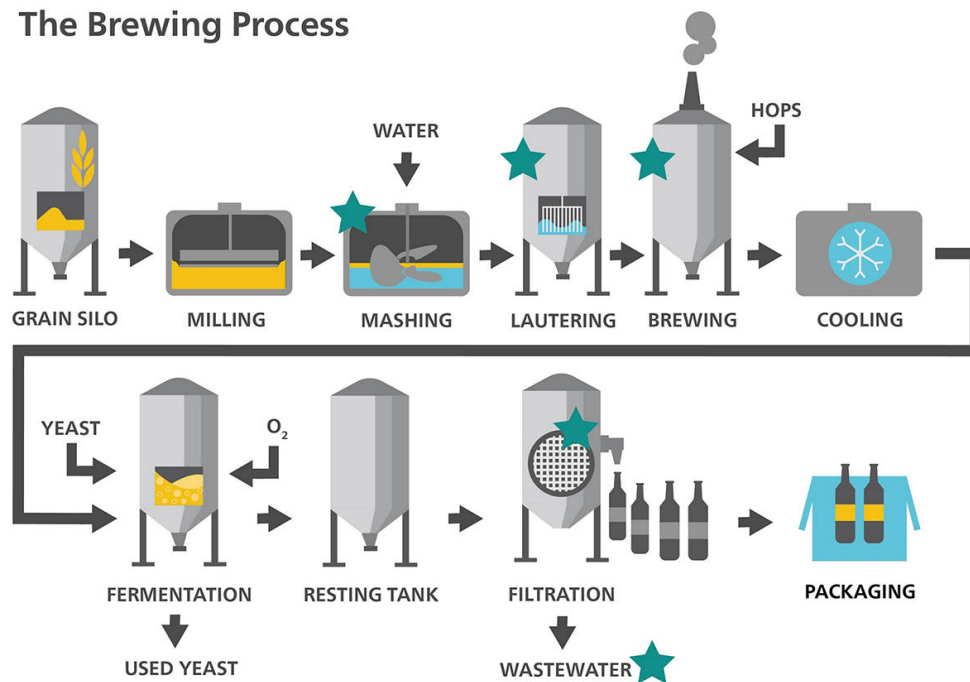 The Brewing Process
WATER
HOPS
GRAIN SILO
MILLING
MASHING
LAUTERING
BREWING
COOLING
YEAST
O₂
FERMENTATION
RESTING TANK
FILTRATION
PACKAGING
USED YEAST
WASTEWATER